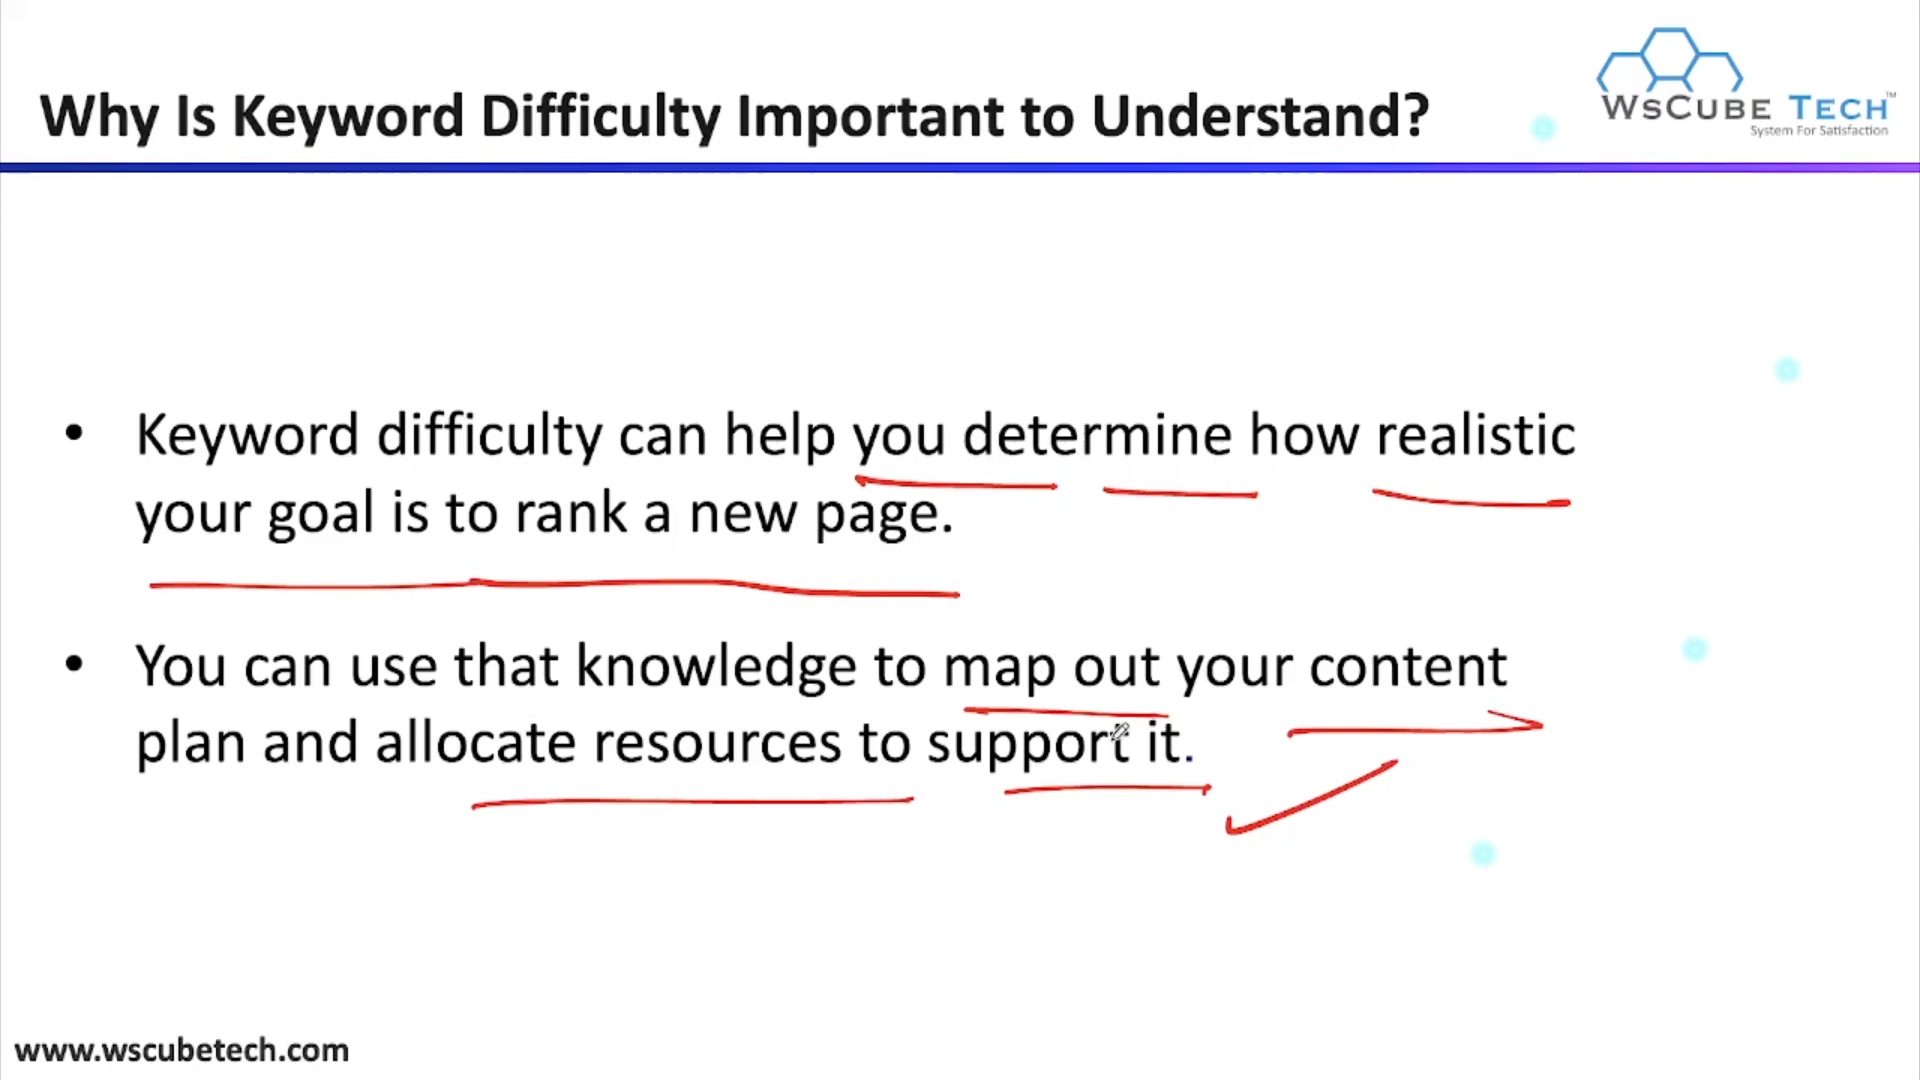 Why Is Keyword Difficulty Important to Understand?
WSCUBE TECH™
System For Satisfaction
• Keyword difficulty can help you determine how realistic
your goal is to rank a new page.
• You can use that knowledge to map out your content
plan and allocate resources to support it.
www.wscubetech.com